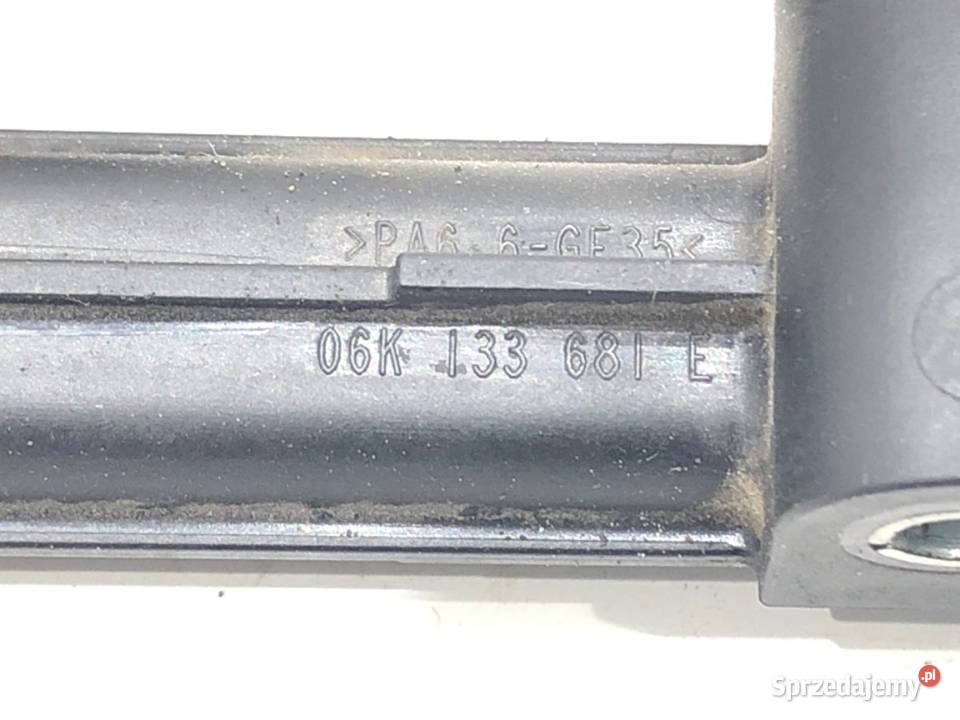 >PA6.6-GF35<
06K 133 681 E
Sprzedajemy.pl